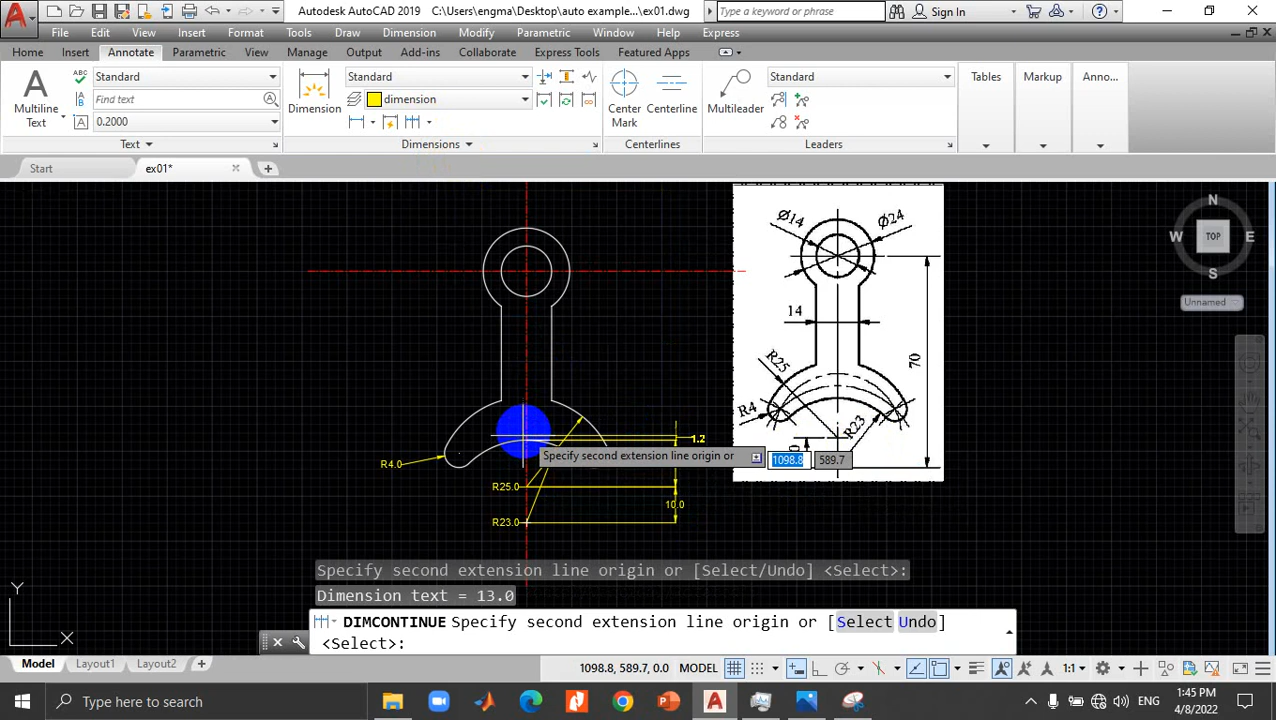 Autodesk AutoCAD 2019 C:\Users\engma\Desktop\auto example...\ex01.dwg
Type a keyword or phrase
Sign In
File Edit View Insert Format Tools Draw Dimension Modify Parametric Window Help Express
Home Insert Annotate Parametric View Manage Output Add-ins Collaborate Express Tools Featured Apps
A
Multiline
Text
ABC
Standard
Find text
0.2000
Text
Dimension
Standard
dimension
Dimensions
Center
Mark
Centerline
Centerlines
Multileader
Standard
Leaders
Tables
Markup
Anno...
Start
ex01*
N
W TOP E
S
Unnamed
Ø14
Ø24
14
70
R25
R4
R23
0
1.2
R4.0
R25.0
10.0
R23.0
Specify second extension line origin or
1098.8
589.7
Specify second extension line origin or [Select/Undo] <Select>:
Dimension text = 13.0
DIMCONTINUE Specify second extension line origin or [Select Undo]
<Select>:
Y
X
Model Layout1 Layout2 +
1098.8, 589.7, 0.0 MODEL
1:1
Type here to search
ENG
1:45 PM
4/8/2022